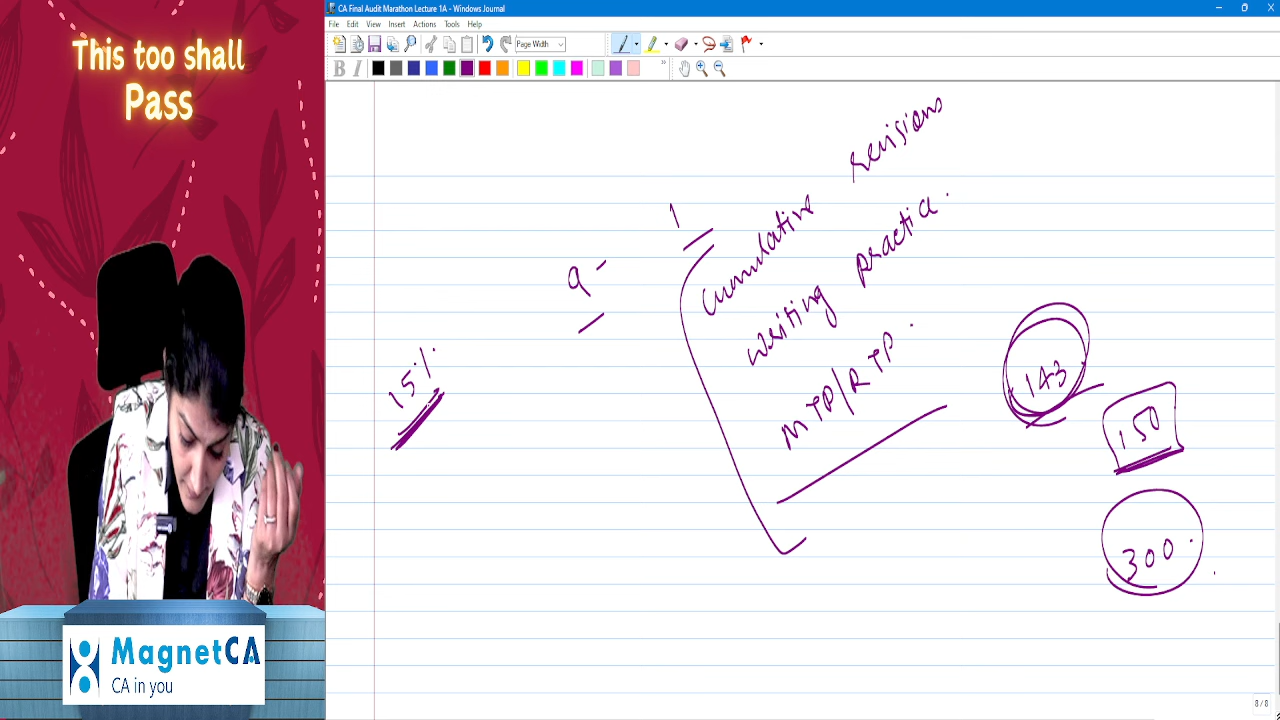 This too shall
Pass
CA Final Audit Marathon Lecture 1A - Windows Journal
File Edit View Insert Actions Tools Help
Page Width
B I
1
Cumulative revisions
9-
writing practice.
MTP/RTP.
15%
143
150
300.
MagnetCA
CA in you
8 / 8